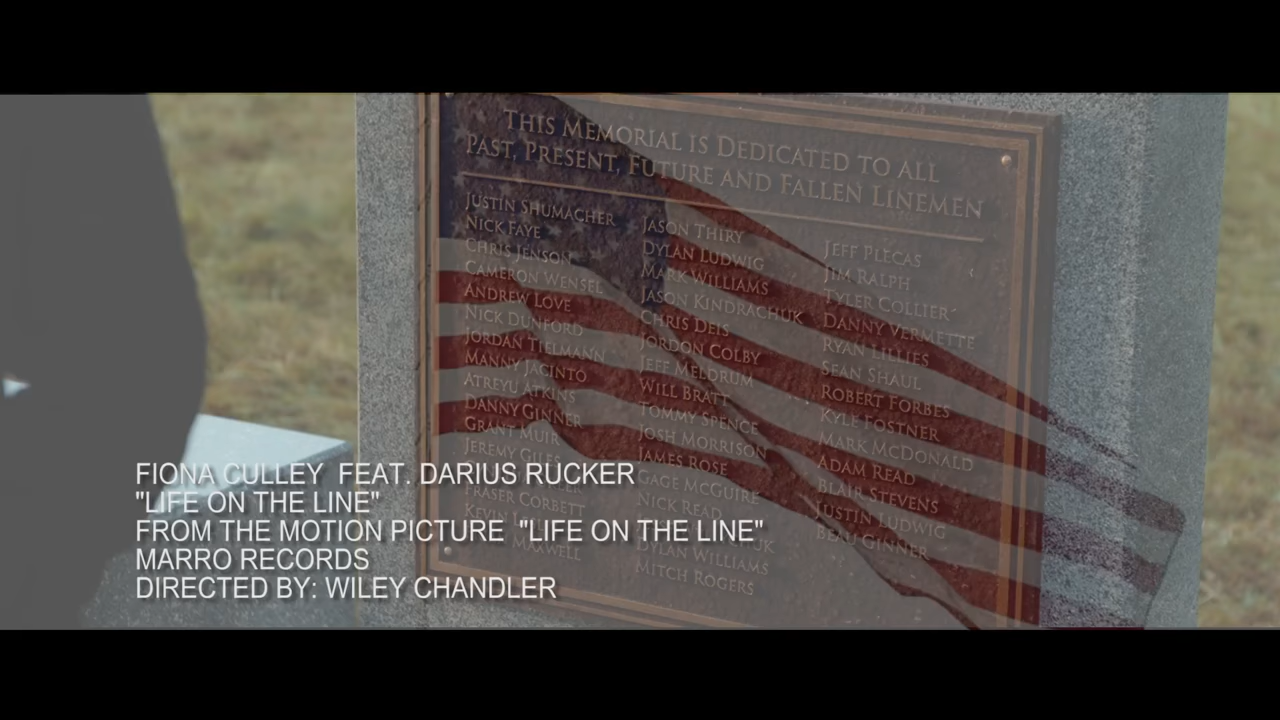 THIS MEMORIAL IS DEDICATED TO ALL
PAST, PRESENT, FUTURE AND FALLEN LINEMEN
JUSTIN SHUMACHER
NICK FAYE
CHRIS JENSON
CAMERON WENSEL
ANDREW LOVE
NICK DUNFORD
JORDAN TIELMANN
MANNY JACINTO
ATREYU ATKINS
DANNY GINNER
GRANT MUIR
JEREMY GILES
FRASER CORBETT
KEVIN
MAXWELL
JASON THIRY
DYLAN LUDWIG
MARK WILLIAMS
JASON KINDRACHUK
CHRIS DEIS
JORDON COLBY
JEFF MELDRUM
WILL BRATT
TOMMY SPENCE
JOSH MORRISON
JAMES ROSE
GAGE MCGUIRE
NICK READ
DYLAN WILLIAMS
MITCH ROGERS
JEFF PLECAS
JIM RALPH
TYLER COLLIER
DANNY VERMETTE
RYAN LILLIES
SEAN SHAUL
ROBERT FORBES
KYLE FOSTNER
MARK MCDONALD
ADAM READ
BLAIR STEVENS
JUSTIN LUDWIG
BEAU GINNER
FIONA CULLEY FEAT. DARIUS RUCKER
"LIFE ON THE LINE"
FROM THE MOTION PICTURE "LIFE ON THE LINE"
MARRO RECORDS
DIRECTED BY: WILEY CHANDLER